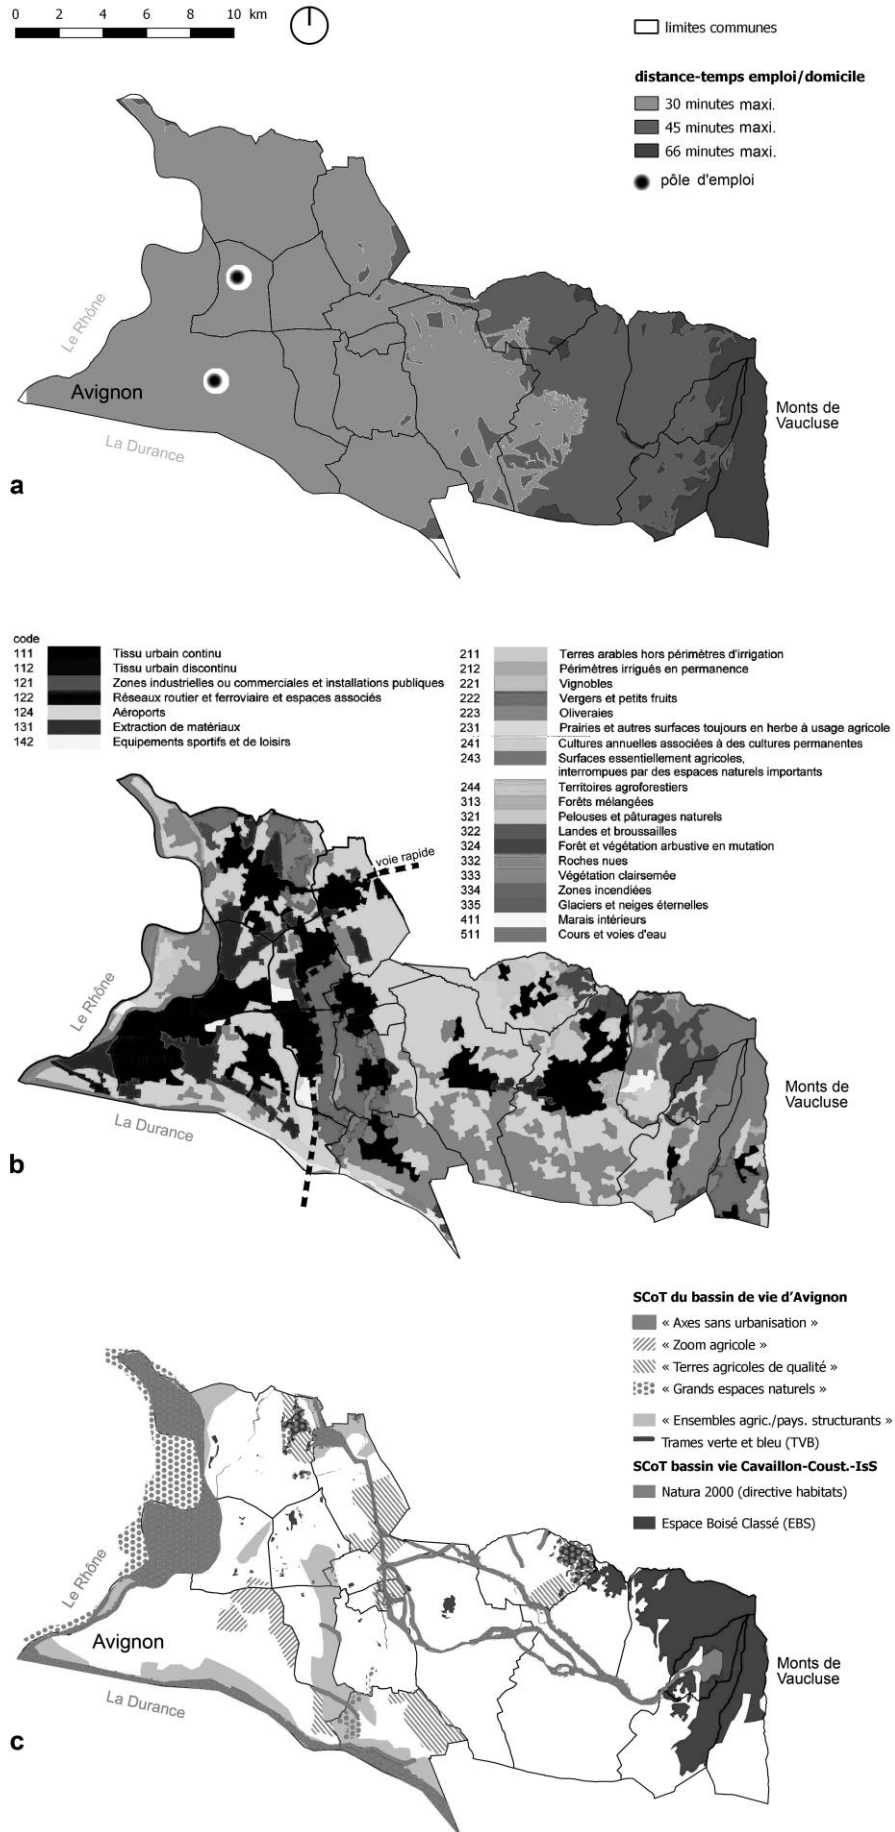 0 2 4 6 8 10 km
limites communes
distance-temps emploi/domicile
30 minutes maxi.
45 minutes maxi.
66 minutes maxi.
pôle d'emploi
Le Rhône
Avignon
La Durance
Monts de
Vaucluse
a
code
111 Tissu urbain continu
112 Tissu urbain discontinu
121 Zones industrielles ou commerciales et installations publiques
122 Réseaux routier et ferroviaire et espaces associés
124 Aéroports
131 Extraction de matériaux
142 Equipements sportifs et de loisirs
211 Terres arables hors périmètres d'irrigation
212 Périmètres irrigués en permanence
221 Vignobles
222 Vergers et petits fruits
223 Oliveraies
231 Prairies et autres surfaces toujours en herbe à usage agricole
241 Cultures annuelles associées à des cultures permanentes
243 Surfaces essentiellement agricoles,
interrompues par des espaces naturels importants
244 Territoires agroforestiers
313 Forêts mélangées
321 Pelouses et pâturages naturels
322 Landes et broussailles
324 Forêt et végétation arbustive en mutation
332 Roches nues
333 Végétation clairsemée
334 Zones incendiées
335 Glaciers et neiges éternelles
411 Marais intérieurs
511 Cours et voies d'eau
voie rapide
Le Rhône
La Durance
Monts de
Vaucluse
b
SCoT du bassin de vie d'Avignon
« Axes sans urbanisation »
« Zoom agricole »
« Terres agricoles de qualité »
« Grands espaces naturels »
« Ensembles agric./pays. structurants »
Trames verte et bleu (TVB)
SCoT bassin vie Cavaillon-Coust.-IsS
Natura 2000 (directive habitats)
Espace Boisé Classé (EBS)
Le Rhône
Avignon
La Durance
Monts de
Vaucluse
c